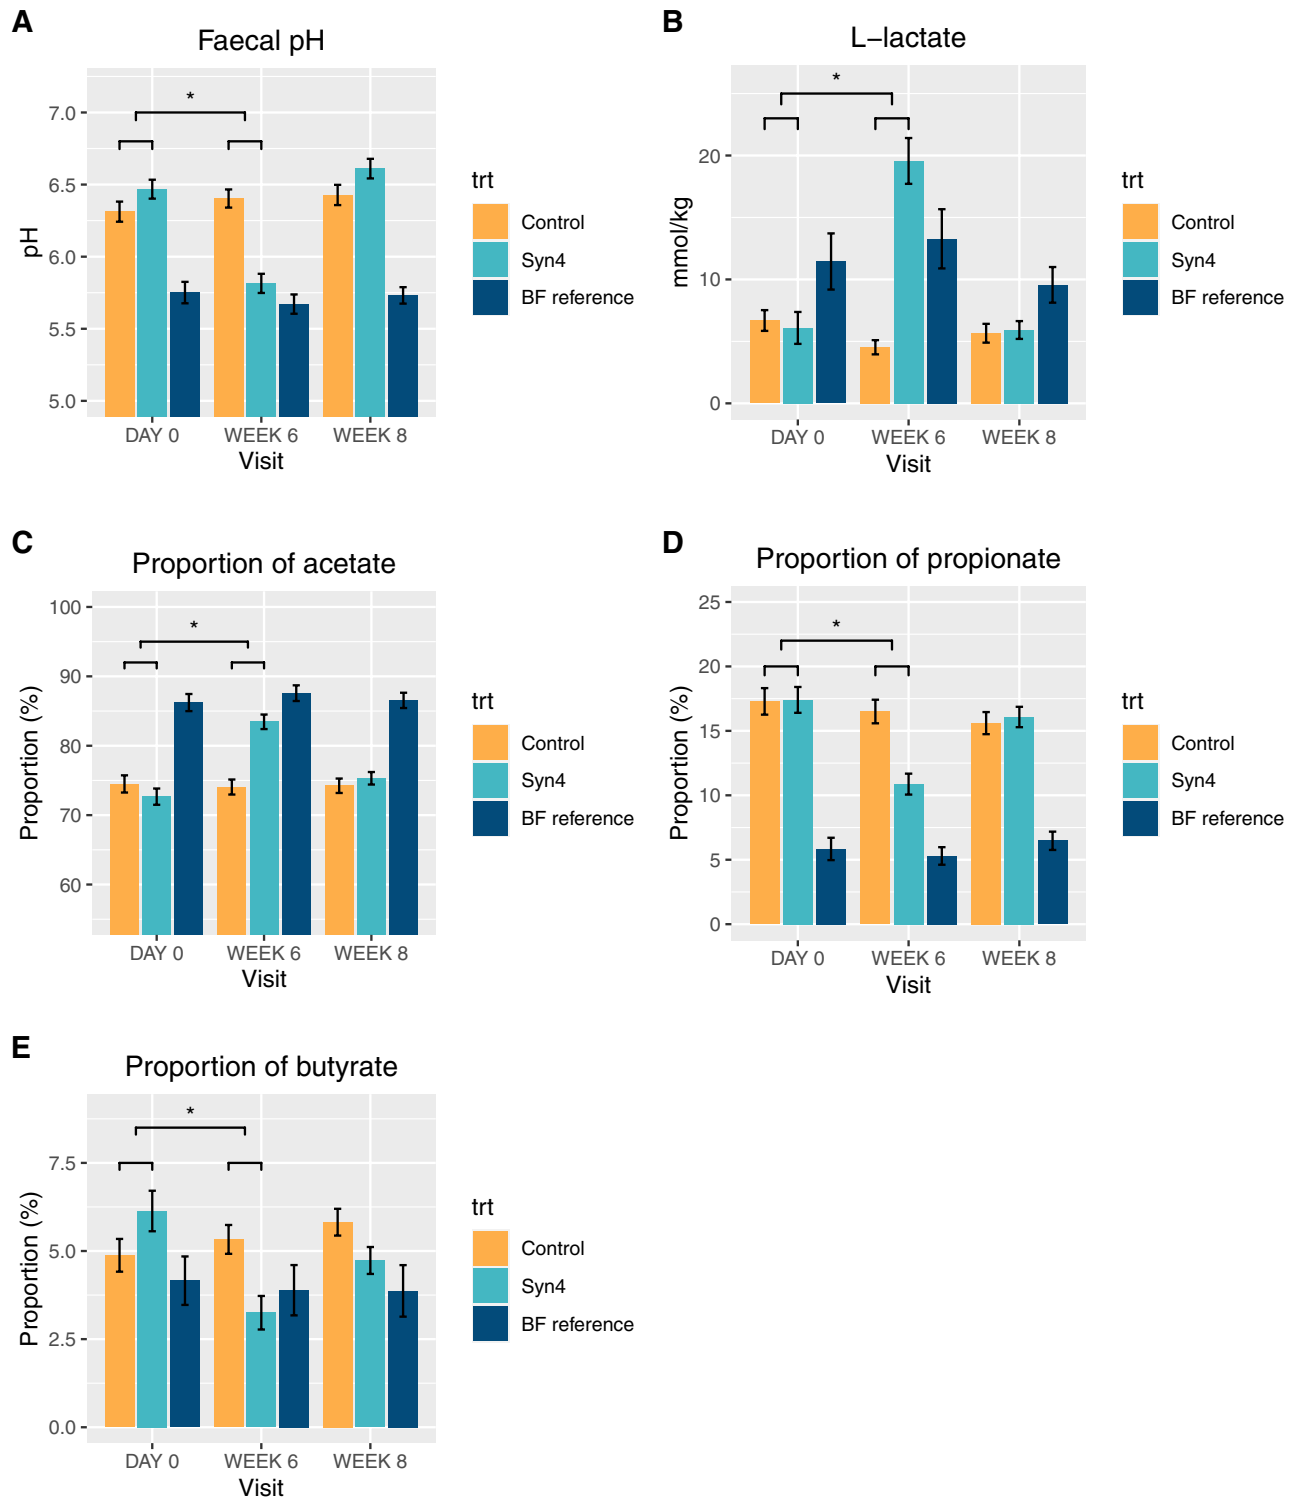 A
Faecal pH
*
7.0
6.5
6.0
5.5
5.0
pH
DAY 0 WEEK 6 WEEK 8
Visit
trt
Control
Syn4
BF reference
B
L−lactate
*
20
10
0
mmol/kg
DAY 0 WEEK 6 WEEK 8
Visit
trt
Control
Syn4
BF reference
C
Proportion of acetate
*
100
90
80
70
60
Proportion (%)
DAY 0 WEEK 6 WEEK 8
Visit
trt
Control
Syn4
BF reference
D
Proportion of propionate
*
25
20
15
10
5
0
Proportion (%)
DAY 0 WEEK 6 WEEK 8
Visit
trt
Control
Syn4
BF reference
E
Proportion of butyrate
*
7.5
5.0
2.5
0.0
Proportion (%)
DAY 0 WEEK 6 WEEK 8
Visit
trt
Control
Syn4
BF reference